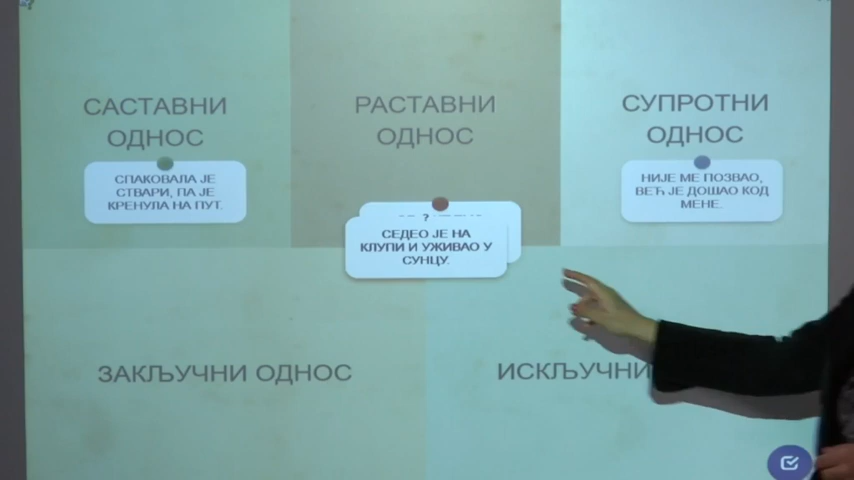 САСТАВНИ
ОДНОС
СПАКОВАЛА ЈЕ
СТВАРИ, ПА ЈЕ
КРЕНУЛА НА ПУТ.
РАСТАВНИ
ОДНОС
?
СЕДЕО ЈЕ НА
КЛУПИ И УЖИВАО У
СУНЦУ.
СУПРОТНИ
ОДНОС
НИЈЕ МЕ ПОЗВАО,
ВЕЋ ЈЕ ДОШАО КОД
МЕНЕ.
ЗАКЉУЧНИ ОДНОС
ИСКЉУЧНИ